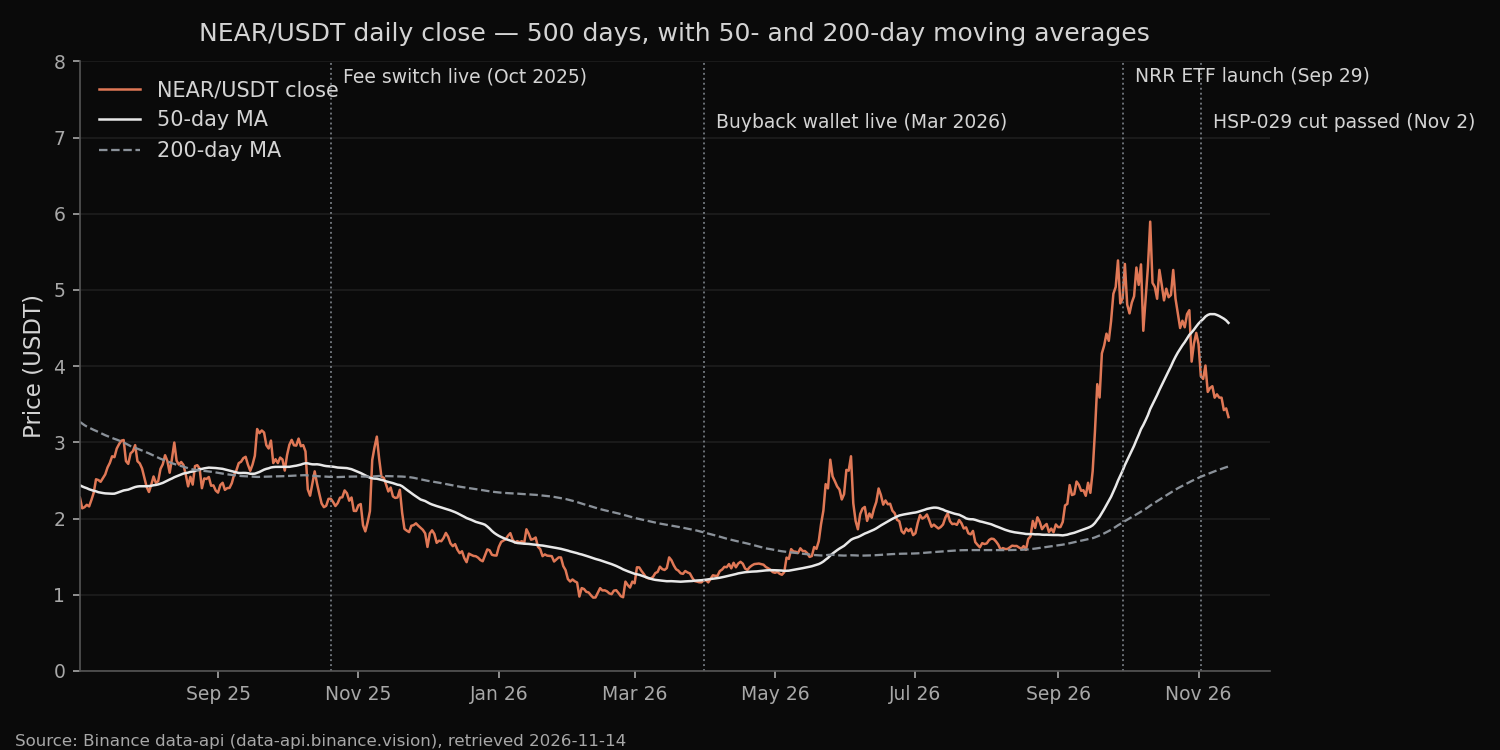 NEAR/USDT daily close — 500 days, with 50- and 200-day moving averages
NEAR/USDT close
50-day MA
200-day MA
Fee switch live (Oct 2025)
Buyback wallet live (Mar 2026)
NRR ETF launch (Sep 29)
HSP-029 cut passed (Nov 2)
Price (USDT)
8
7
6
5
4
3
2
1
0
Sep 25
Nov 25
Jan 26
Mar 26
May 26
Jul 26
Sep 26
Nov 26
Source: Binance data-api (data-api.binance.vision), retrieved 2026-11-14